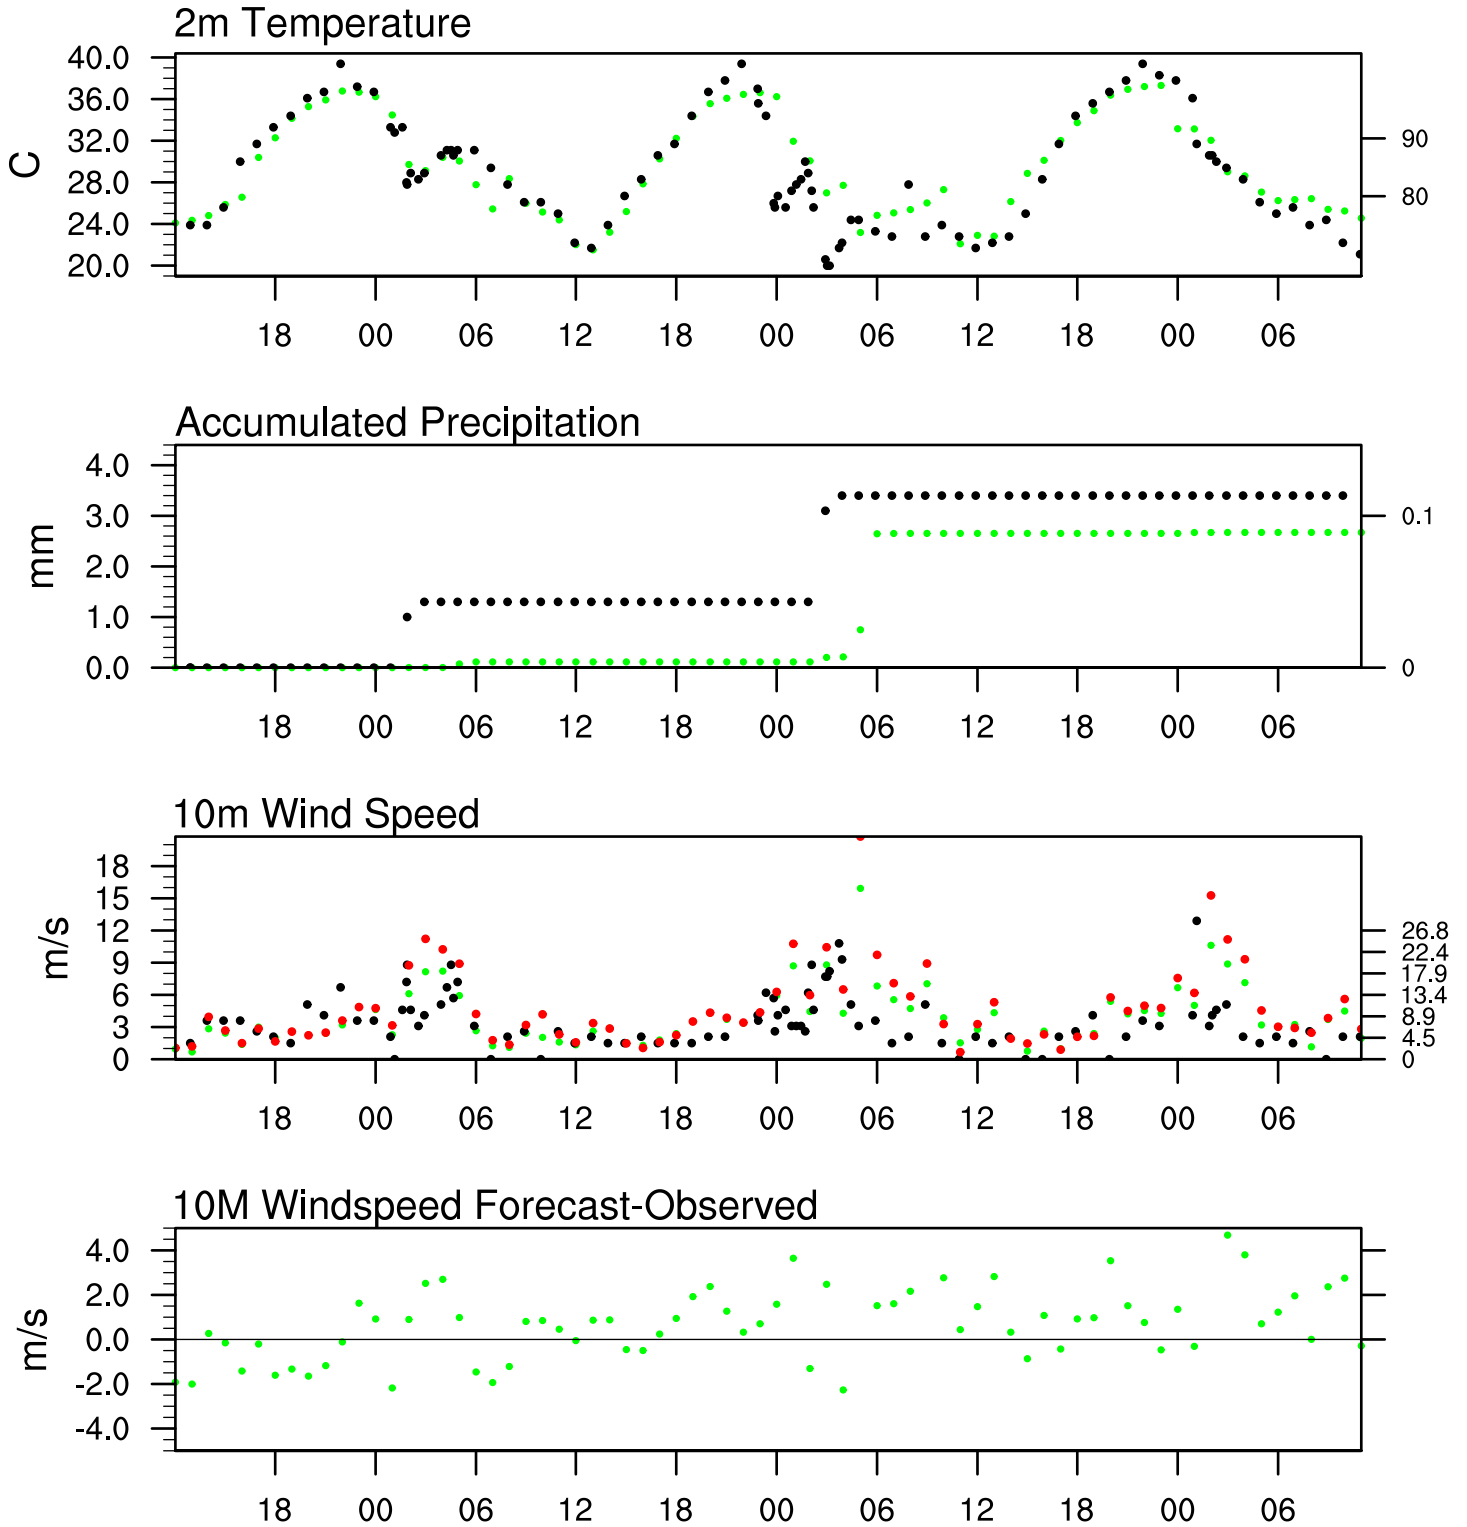 2m Temperature
40.0
36.0
32.0
28.0
24.0
20.0
C
90
80
18 00 06 12 18 00 06 12 18 00 06
Accumulated Precipitation
4.0
3.0
2.0
1.0
0.0
mm
0.1
0
18 00 06 12 18 00 06 12 18 00 06
10m Wind Speed
18
15
12
9
6
3
0
m/s
26.8
22.4
17.9
13.4
8.9
4.5
0
18 00 06 12 18 00 06 12 18 00 06
10M Windspeed Forecast-Observed
4.0
2.0
0.0
-2.0
-4.0
m/s
18 00 06 12 18 00 06 12 18 00 06